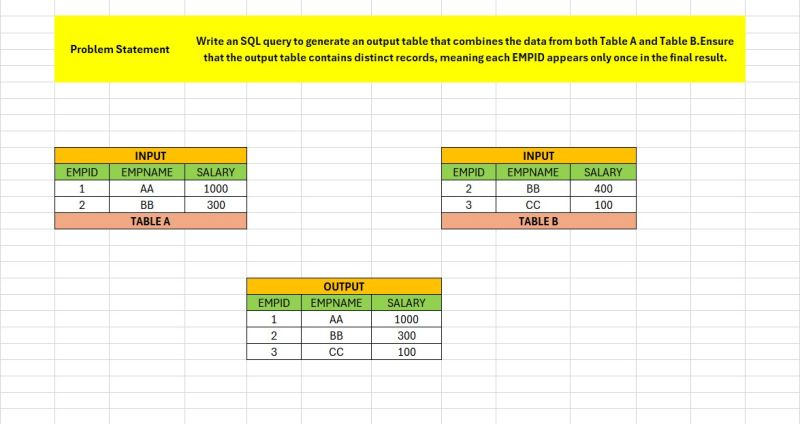 Problem Statement
Write an SQL query to generate an output table that combines the data from both Table A and Table B.Ensure
that the output table contains distinct records, meaning each EMPID appears only once in the final result.
INPUT
EMPID EMPNAME SALARY
1 AA 1000
2 BB 300
TABLE A
INPUT
EMPID EMPNAME SALARY
2 BB 400
3 CC 100
TABLE B
OUTPUT
EMPID EMPNAME SALARY
1 AA 1000
2 BB 300
3 CC 100